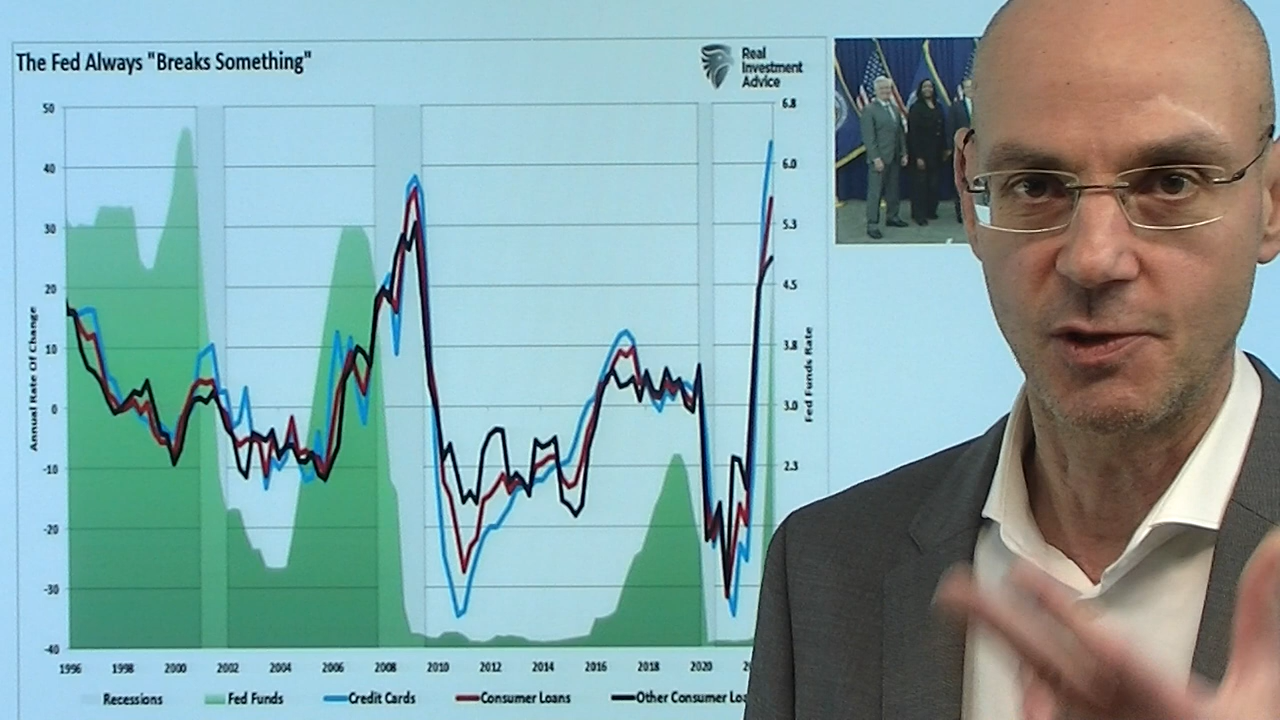 The Fed Always "Breaks Something"
Real
Investment
Advice
50
40
30
20
10
0
-10
-20
-30
-40
Annual Rate Of Change
6.8
6.0
5.3
4.5
3.8
3.0
2.3
Fed Funds Rate
1996 1998 2000 2002 2004 2006 2008 2010 2012 2014 2016 2018 2020
Recessions Fed Funds Credit Cards Consumer Loans Other Consumer